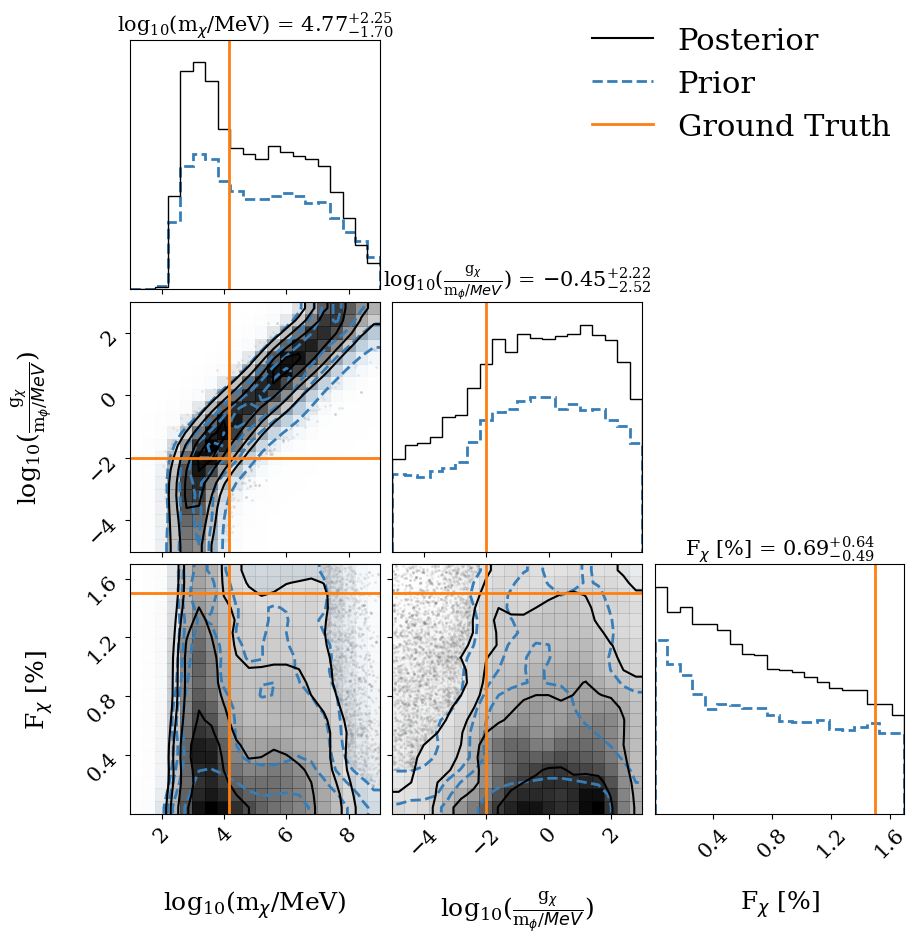 log₁₀(m_χ/MeV) = 4.77^{+2.25}_{−1.70}
Posterior
Prior
Ground Truth
log₁₀(g_χ/m_ϕ/MeV) = −0.45^{+2.22}_{−2.52}
log₁₀(g_χ/m_ϕ/MeV)
2
0
−2
−4
F_χ [%] = 0.69^{+0.64}_{−0.49}
F_χ [%]
1.6
1.2
0.8
0.4
2 4 6 8
−4 −2 0 2
0.4 0.8 1.2 1.6
log₁₀(m_χ/MeV)
log₁₀(g_χ/m_ϕ/MeV)
F_χ [%]